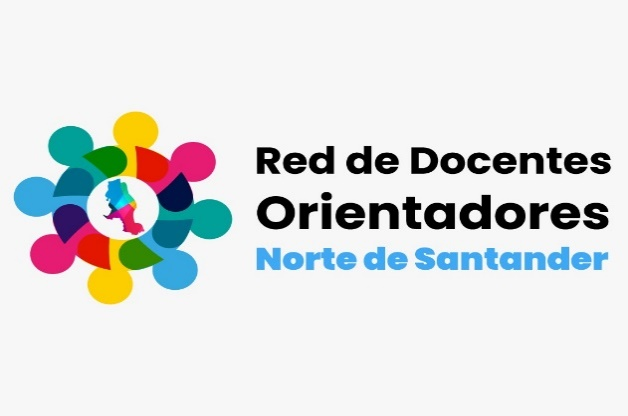 Red de Docentes
Orientadores
Norte de Santander